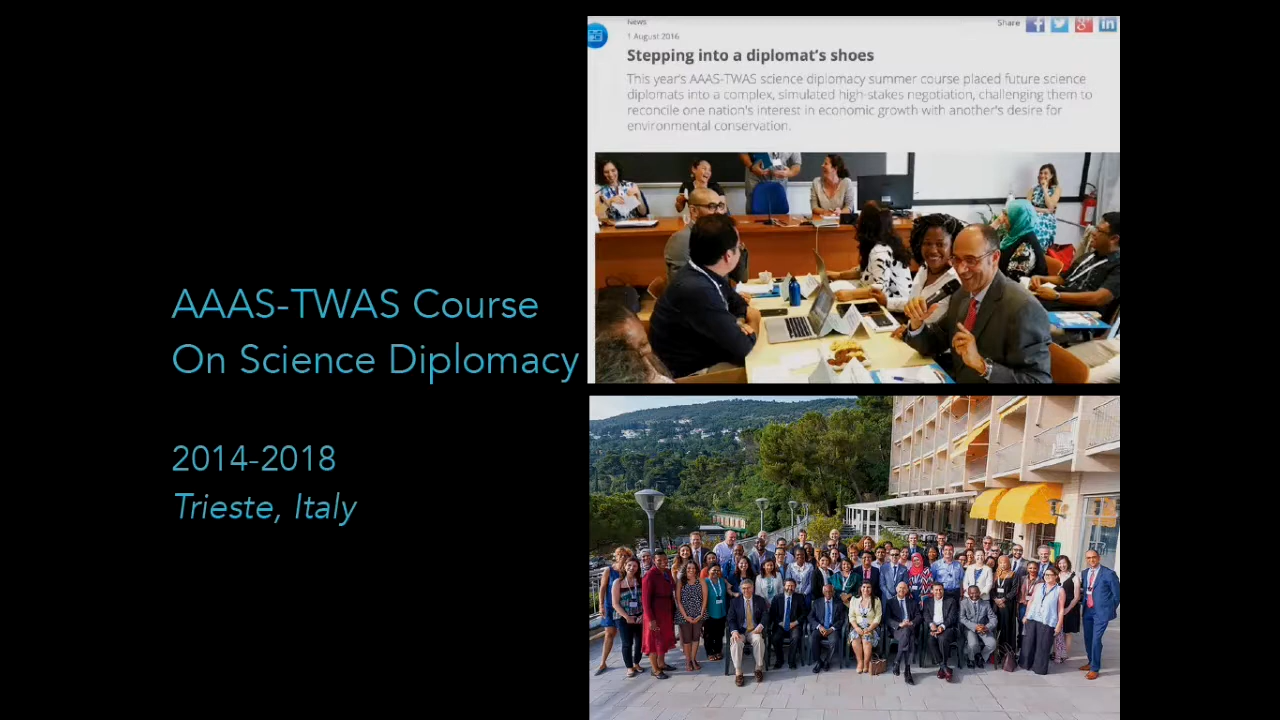 AAAS-TWAS Course
On Science Diplomacy
2014-2018
Trieste, Italy
News
Share
1 August 2016
Stepping into a diplomat's shoes
This year's AAAS-TWAS science diplomacy summer course placed future science
diplomats into a complex, simulated high-stakes negotiation, challenging them to
reconcile one nation's interest in economic growth with another's desire for
environmental conservation.